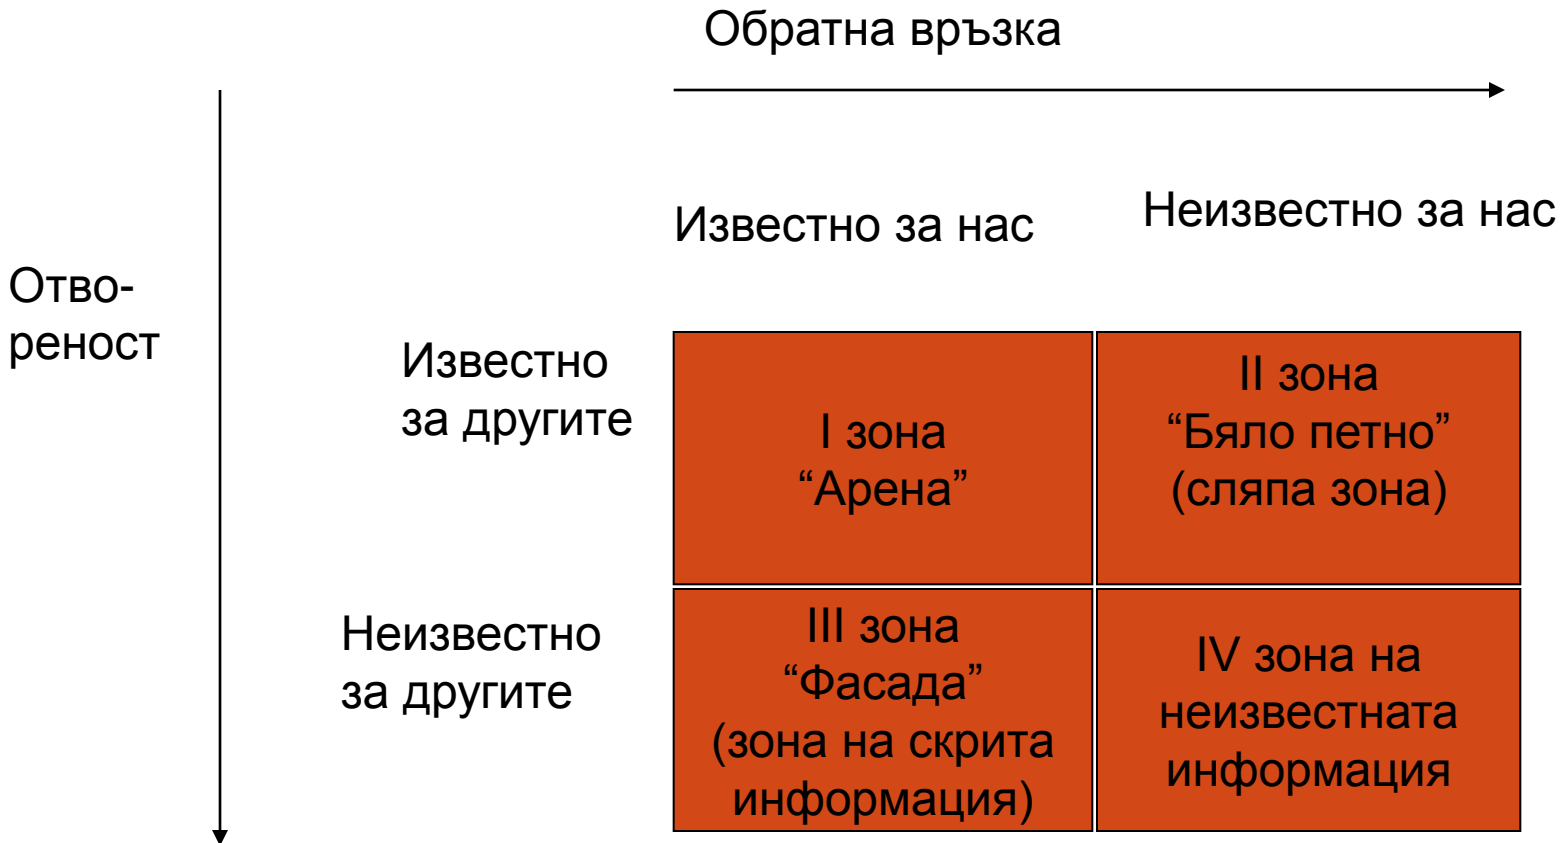 Обратна връзка
Известно за нас
Неизвестно за нас
Отво-
реност
Известно
за другите
I зона
“Арена”
II зона
“Бяло петно”
(сляпа зона)
Неизвестно
за другите
III зона
“Фасада”
(зона на скрита
информация)
IV зона на
неизвестната
информация